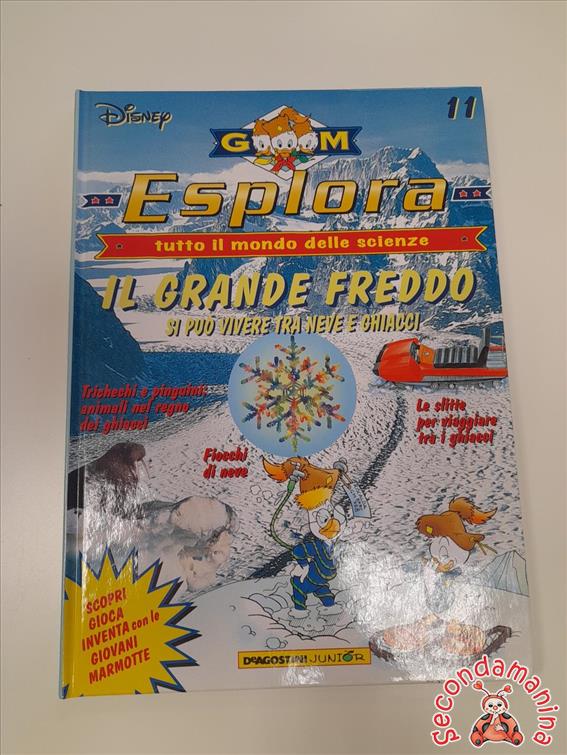 Disney
11
GM
Esplora
tutto il mondo delle scienze
IL GRANDE FREDDO
SI PUÒ VIVERE TRA NEVE E GHIACCI
Trichechi e pinguini:
animali nel regno
dei ghiacci
Le slitte
per viaggiare
tra i ghiacci
Fiocchi
di neve
SCOPRI
GIOCA
INVENTA con le
GIOVANI
MARMOTTE
DeAGOSTINI JUNIOR
Secondamanina